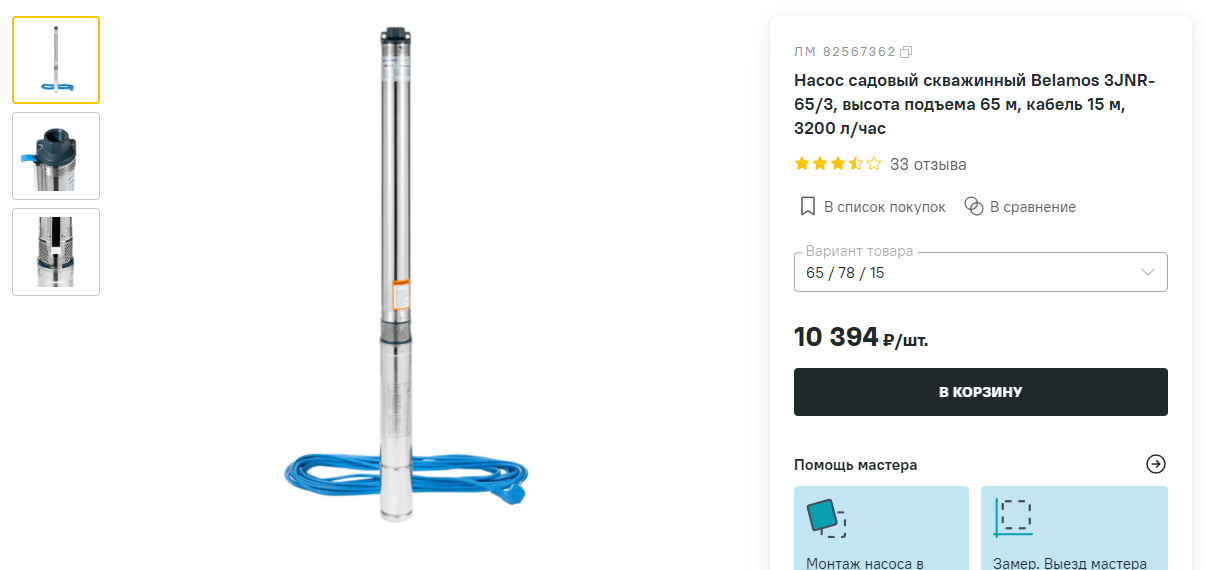 ЛМ 82567362
Насос садовый скважинный Belamos 3JNR-
65/3, высота подъема 65 м, кабель 15 м,
3200 л/час
33 отзыва
В список покупок
В сравнение
Вариант товара
65 / 78 / 15
10 394 ₽/шт.
В КОРЗИНУ
Помощь мастера
Монтаж насоса в
Замер. Выезд мастера